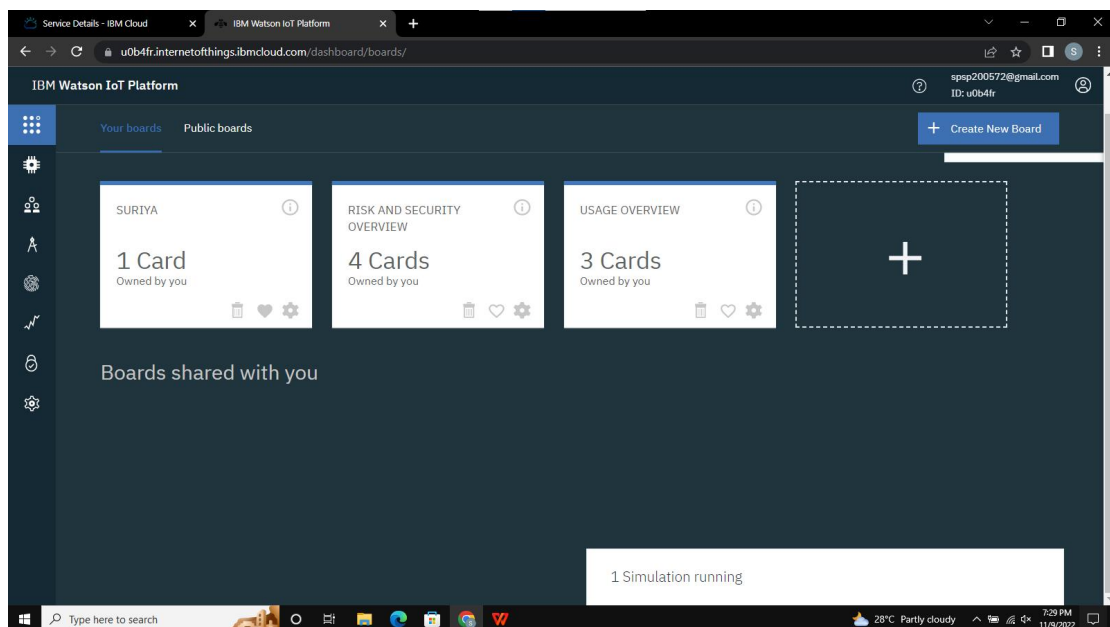 Service Details - IBM Cloud
IBM Watson IoT Platform
u0b4fr.internetofthings.ibmcloud.com/dashboard/boards/
S
IBM Watson IoT Platform
spsp200572@gmail.com
ID: u0b4fr
Your boards
Public boards
Create New Board
SURIYA
1 Card
Owned by you
RISK AND SECURITY
OVERVIEW
4 Cards
Owned by you
USAGE OVERVIEW
3 Cards
Owned by you
Boards shared with you
1 Simulation running
Type here to search
28°C Partly cloudy
7:29 PM
11/9/2022